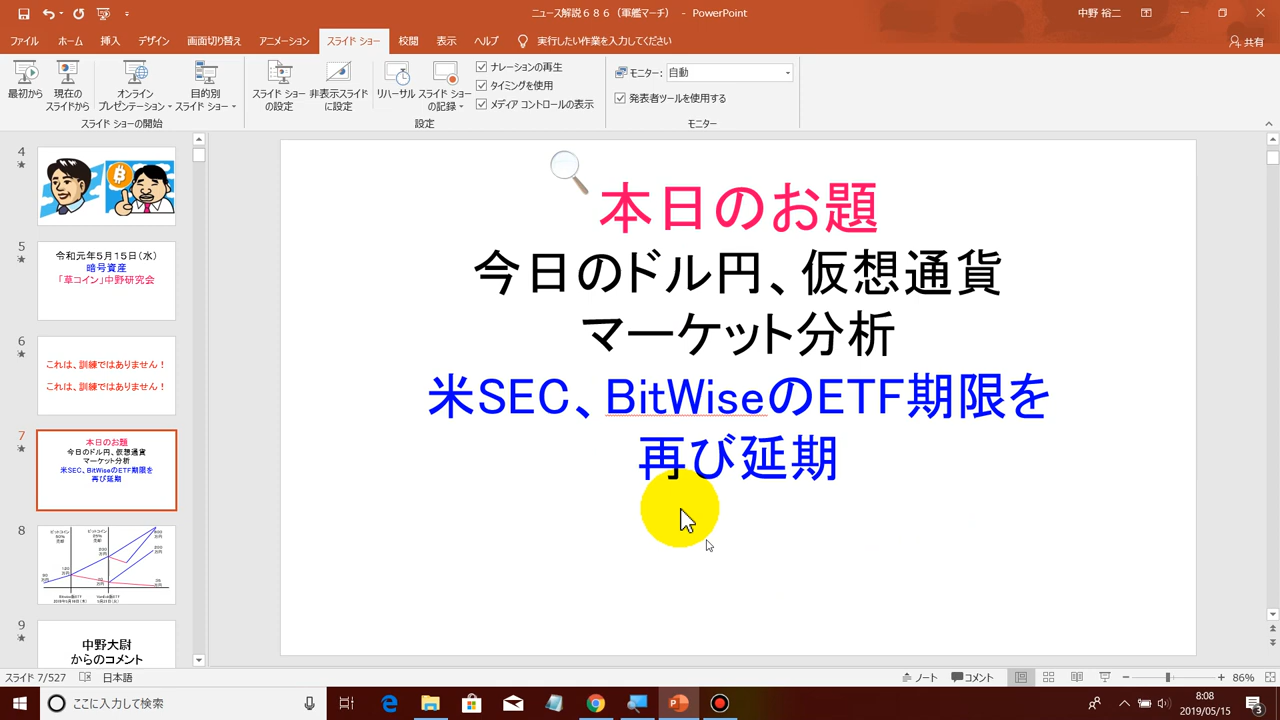 ニュース解説６８６（軍艦マーチ） - PowerPoint
中野 裕二
ファイル ホーム 挿入 デザイン 画面切り替え アニメーション スライド ショー 校閲 表示 ヘルプ 実行したい作業を入力してください 共有
最初から
現在の
スライドから
オンライン
プレゼンテーション
目的別
スライド ショー
スライド ショーの開始
スライド ショー
の設定
非表示スライド
に設定
リハーサル
スライド ショー
の記録
ナレーションの再生
タイミングを使用
メディア コントロールの表示
設定
モニター: 自動
発表者ツールを使用する
モニター
4
5
令和元年５月１５日（水）
暗号資産
「草コイン」中野研究会
6
これは、訓練ではありません！
これは、訓練ではありません！
7
本日のお題
今日のドル円、仮想通貨
マーケット分析
米SEC、BitWiseのETF期限を
再び延期
8
9
中野大尉
からのコメント
本日のお題
今日のドル円、仮想通貨
マーケット分析
米SEC、BitWiseのETF期限を
再び延期
スライド 7/527 日本語
ノート コメント 86%
ここに入力して検索
8:08
2019/05/15
3